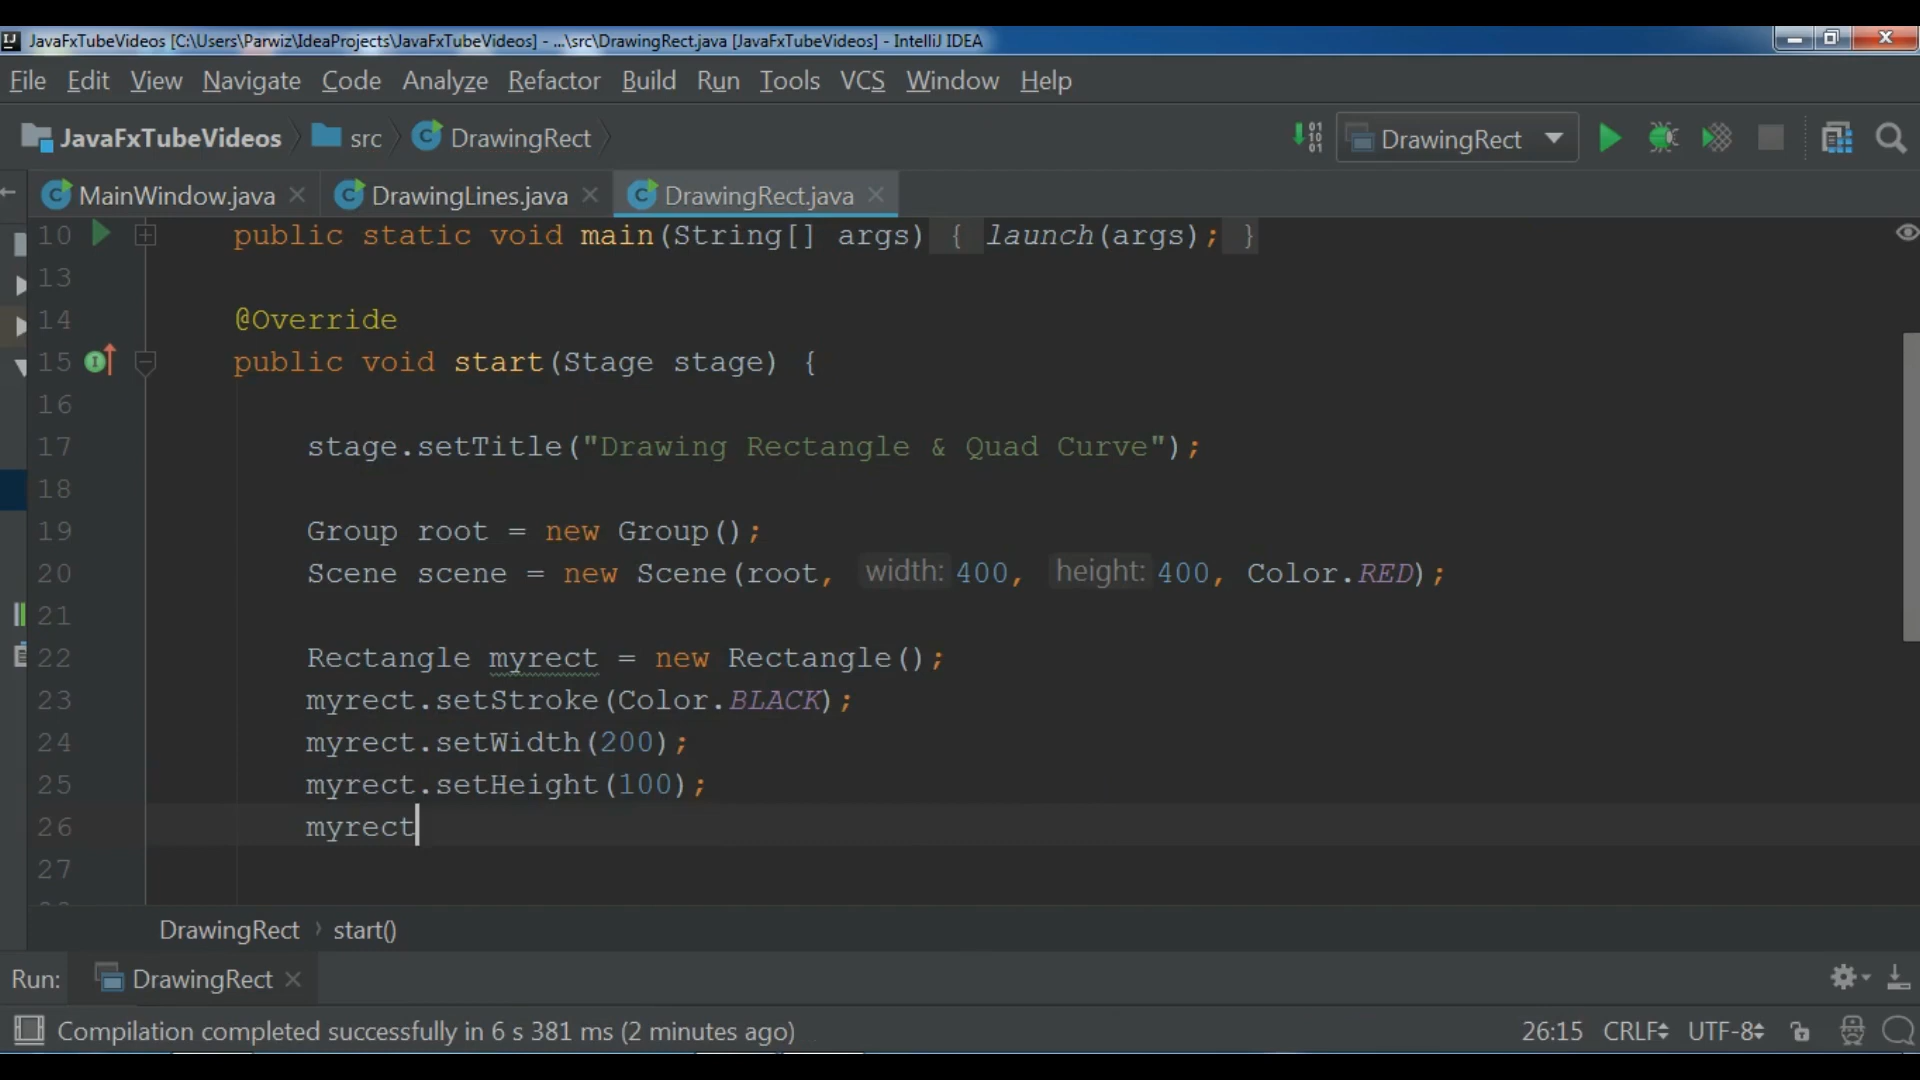 JavaFxTubeVideos [C:\Users\Parwiz\IdeaProjects\JavaFxTubeVideos] - ...\src\DrawingRect.java [JavaFxTubeVideos] - IntelliJ IDEA
File Edit View Navigate Code Analyze Refactor Build Run Tools VCS Window Help
JavaFxTubeVideos src DrawingRect DrawingRect
MainWindow.java DrawingLines.java DrawingRect.java
10 public static void main(String[] args) { launch(args); }
13
14 @Override
15 public void start(Stage stage) {
16
17 stage.setTitle("Drawing Rectangle & Quad Curve");
18
19 Group root = new Group();
20 Scene scene = new Scene(root, width: 400, height: 400, Color.RED);
21
22 Rectangle myrect = new Rectangle();
23 myrect.setStroke(Color.BLACK);
24 myrect.setWidth(200);
25 myrect.setHeight(100);
26 myrect
27
DrawingRect start()
Run: DrawingRect
Compilation completed successfully in 6 s 381 ms (2 minutes ago) 26:15 CRLF UTF-8